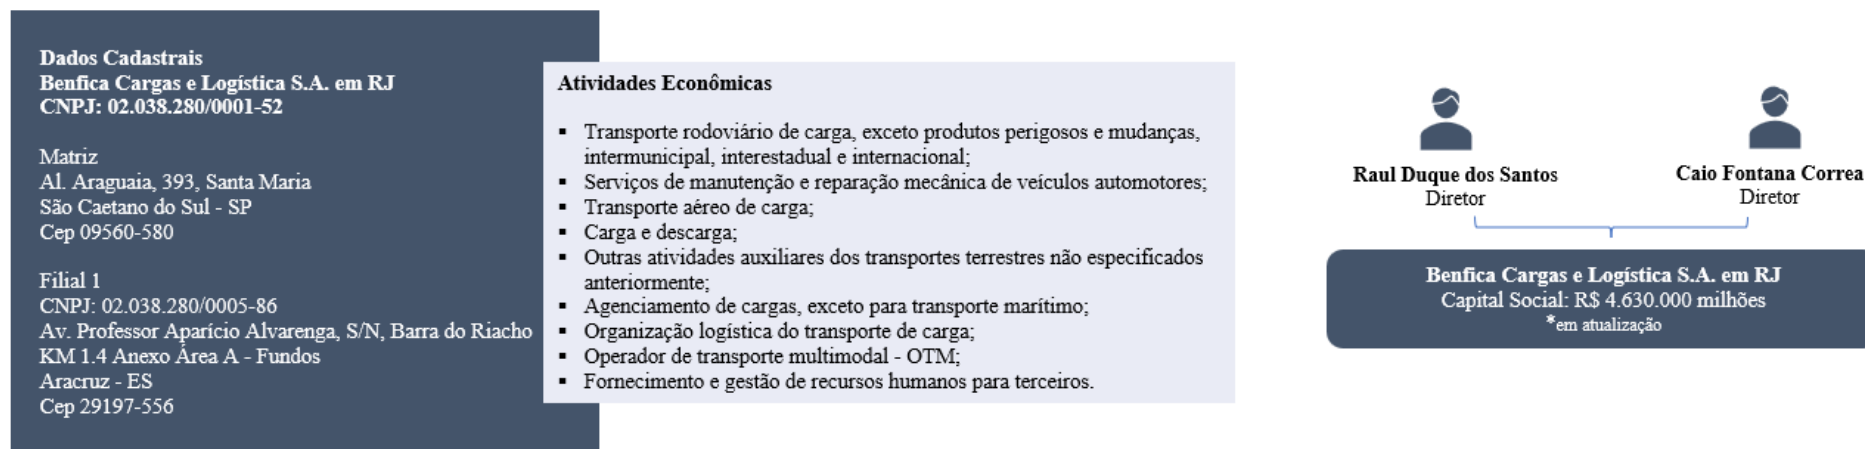 Dados Cadastrais
Benfica Cargas e Logística S.A. em RJ
CNPJ: 02.038.280/0001-52
Matriz
Al. Araguaia, 393, Santa Maria
São Caetano do Sul - SP
Cep 09560-580
Filial 1
CNPJ: 02.038.280/0005-86
Av. Professor Aparício Alvarenga, S/N, Barra do Riacho
KM 1.4 Anexo Área A - Fundos
Aracruz - ES
Cep 29197-556
Atividades Econômicas
▪ Transporte rodoviário de carga, exceto produtos perigosos e mudanças,
intermunicipal, interestadual e internacional;
▪ Serviços de manutenção e reparação mecânica de veículos automotores;
▪ Transporte aéreo de carga;
▪ Carga e descarga;
▪ Outras atividades auxiliares dos transportes terrestres não especificados
anteriormente;
▪ Agenciamento de cargas, exceto para transporte marítimo;
▪ Organização logística do transporte de carga;
▪ Operador de transporte multimodal - OTM;
▪ Fornecimento e gestão de recursos humanos para terceiros.
Raul Duque dos Santos
Diretor
Caio Fontana Correa
Diretor
Benfica Cargas e Logística S.A. em RJ
Capital Social: R$ 4.630.000 milhões
*em atualização